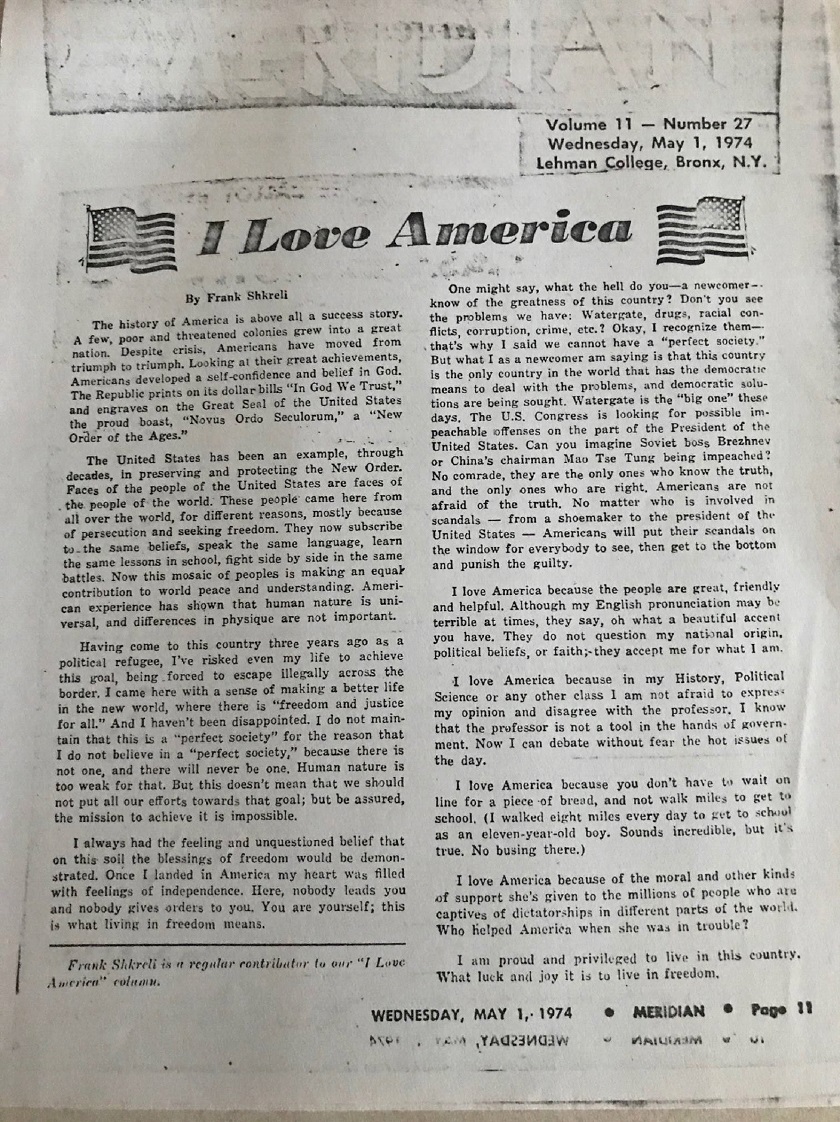 Volume 11 — Number 27
Wednesday, May 1, 1974
Lehman College, Bronx, N.Y.
I Love America
By Frank Shkreli
The history of America is above all a success story.
A few, poor and threatened colonies grew into a great
nation. Despite crisis, Americans have moved from
triumph to triumph. Looking at their great achievements,
Americans developed a self-confidence and belief in God.
The Republic prints on its dollar bills "In God We Trust,"
and engraves on the Great Seal of the United States
the proud boast, "Novus Ordo Seculorum," a "New
Order of the Ages."
The United States has been an example, through
decades, in preserving and protecting the New Order.
Faces of the people of the United States are faces of
the people of the world. These people came here from
all over the world, for different reasons, mostly because
of persecution and seeking freedom. They now subscribe
to the same beliefs, speak the same language, learn
the same lessons in school, fight side by side in the same
battles. Now this mosaic of peoples is making an equal
contribution to world peace and understanding. Ameri-
can experience has shown that human nature is uni-
versal, and differences in physique are not important.
Having come to this country three years ago as a
political refugee, I've risked even my life to achieve
this goal, being forced to escape illegally across the
border. I came here with a sense of making a better life
in the new world, where there is "freedom and justice
for all." And I haven't been disappointed. I do not main-
tain that this is a "perfect society" for the reason that
I do not believe in a "perfect society," because there is
not one, and there will never be one. Human nature is
too weak for that. But this doesn't mean that we should
not put all our efforts towards that goal; but be assured,
the mission to achieve it is impossible.
I always had the feeling and unquestioned belief that
on this soil the blessings of freedom would be demon-
strated. Once I landed in America my heart was filled
with feelings of independence. Here, nobody leads you
and nobody gives orders to you. You are yourself; this
is what living in freedom means.
Frank Shkreli is a regular contributor to our "I Love
America" column.
One might say, what the hell do you—a newcomer—
know of the greatness of this country? Don't you see
the problems we have: Watergate, drugs, racial con-
flicts, corruption, crime, etc.? Okay, I recognize them—
that's why I said we cannot have a "perfect society."
But what I as a newcomer am saying is that this country
is the only country in the world that has the democratic
means to deal with the problems, and democratic solu-
tions are being sought. Watergate is the "big one" these
days. The U.S. Congress is looking for possible im-
peachable offenses on the part of the President of the
United States. Can you imagine Soviet boss Brezhnev
or China's chairman Mao Tse Tung being impeached?
No comrade, they are the only ones who know the truth,
and the only ones who are right. Americans are not
afraid of the truth. No matter who is involved in
scandals — from a shoemaker to the president of the
United States — Americans will put their scandals on
the window for everybody to see, then get to the bottom
and punish the guilty.
I love America because the people are great, friendly
and helpful. Although my English pronunciation may be
terrible at times, they say, oh what a beautiful accent
you have. They do not question my national origin,
political beliefs, or faith; they accept me for what I am.
I love America because in my History, Political
Science or any other class I am not afraid to express
my opinion and disagree with the professor. I know
that the professor is not a tool in the hands of govern-
ment. Now I can debate without fear the hot issues of
the day.
I love America because you don't have to wait on
line for a piece of bread, and not walk miles to get to
school. (I walked eight miles every day to get to school
as an eleven-year-old boy. Sounds incredible, but it's
true. No busing there.)
I love America because of the moral and other kinds
of support she's given to the millions of people who are
captives of dictatorships in different parts of the world.
Who helped America when she was in trouble?
I am proud and privileged to live in this country.
What luck and joy it is to live in freedom.
WEDNESDAY, MAY 1, 1974 • MERIDIAN • Page 11